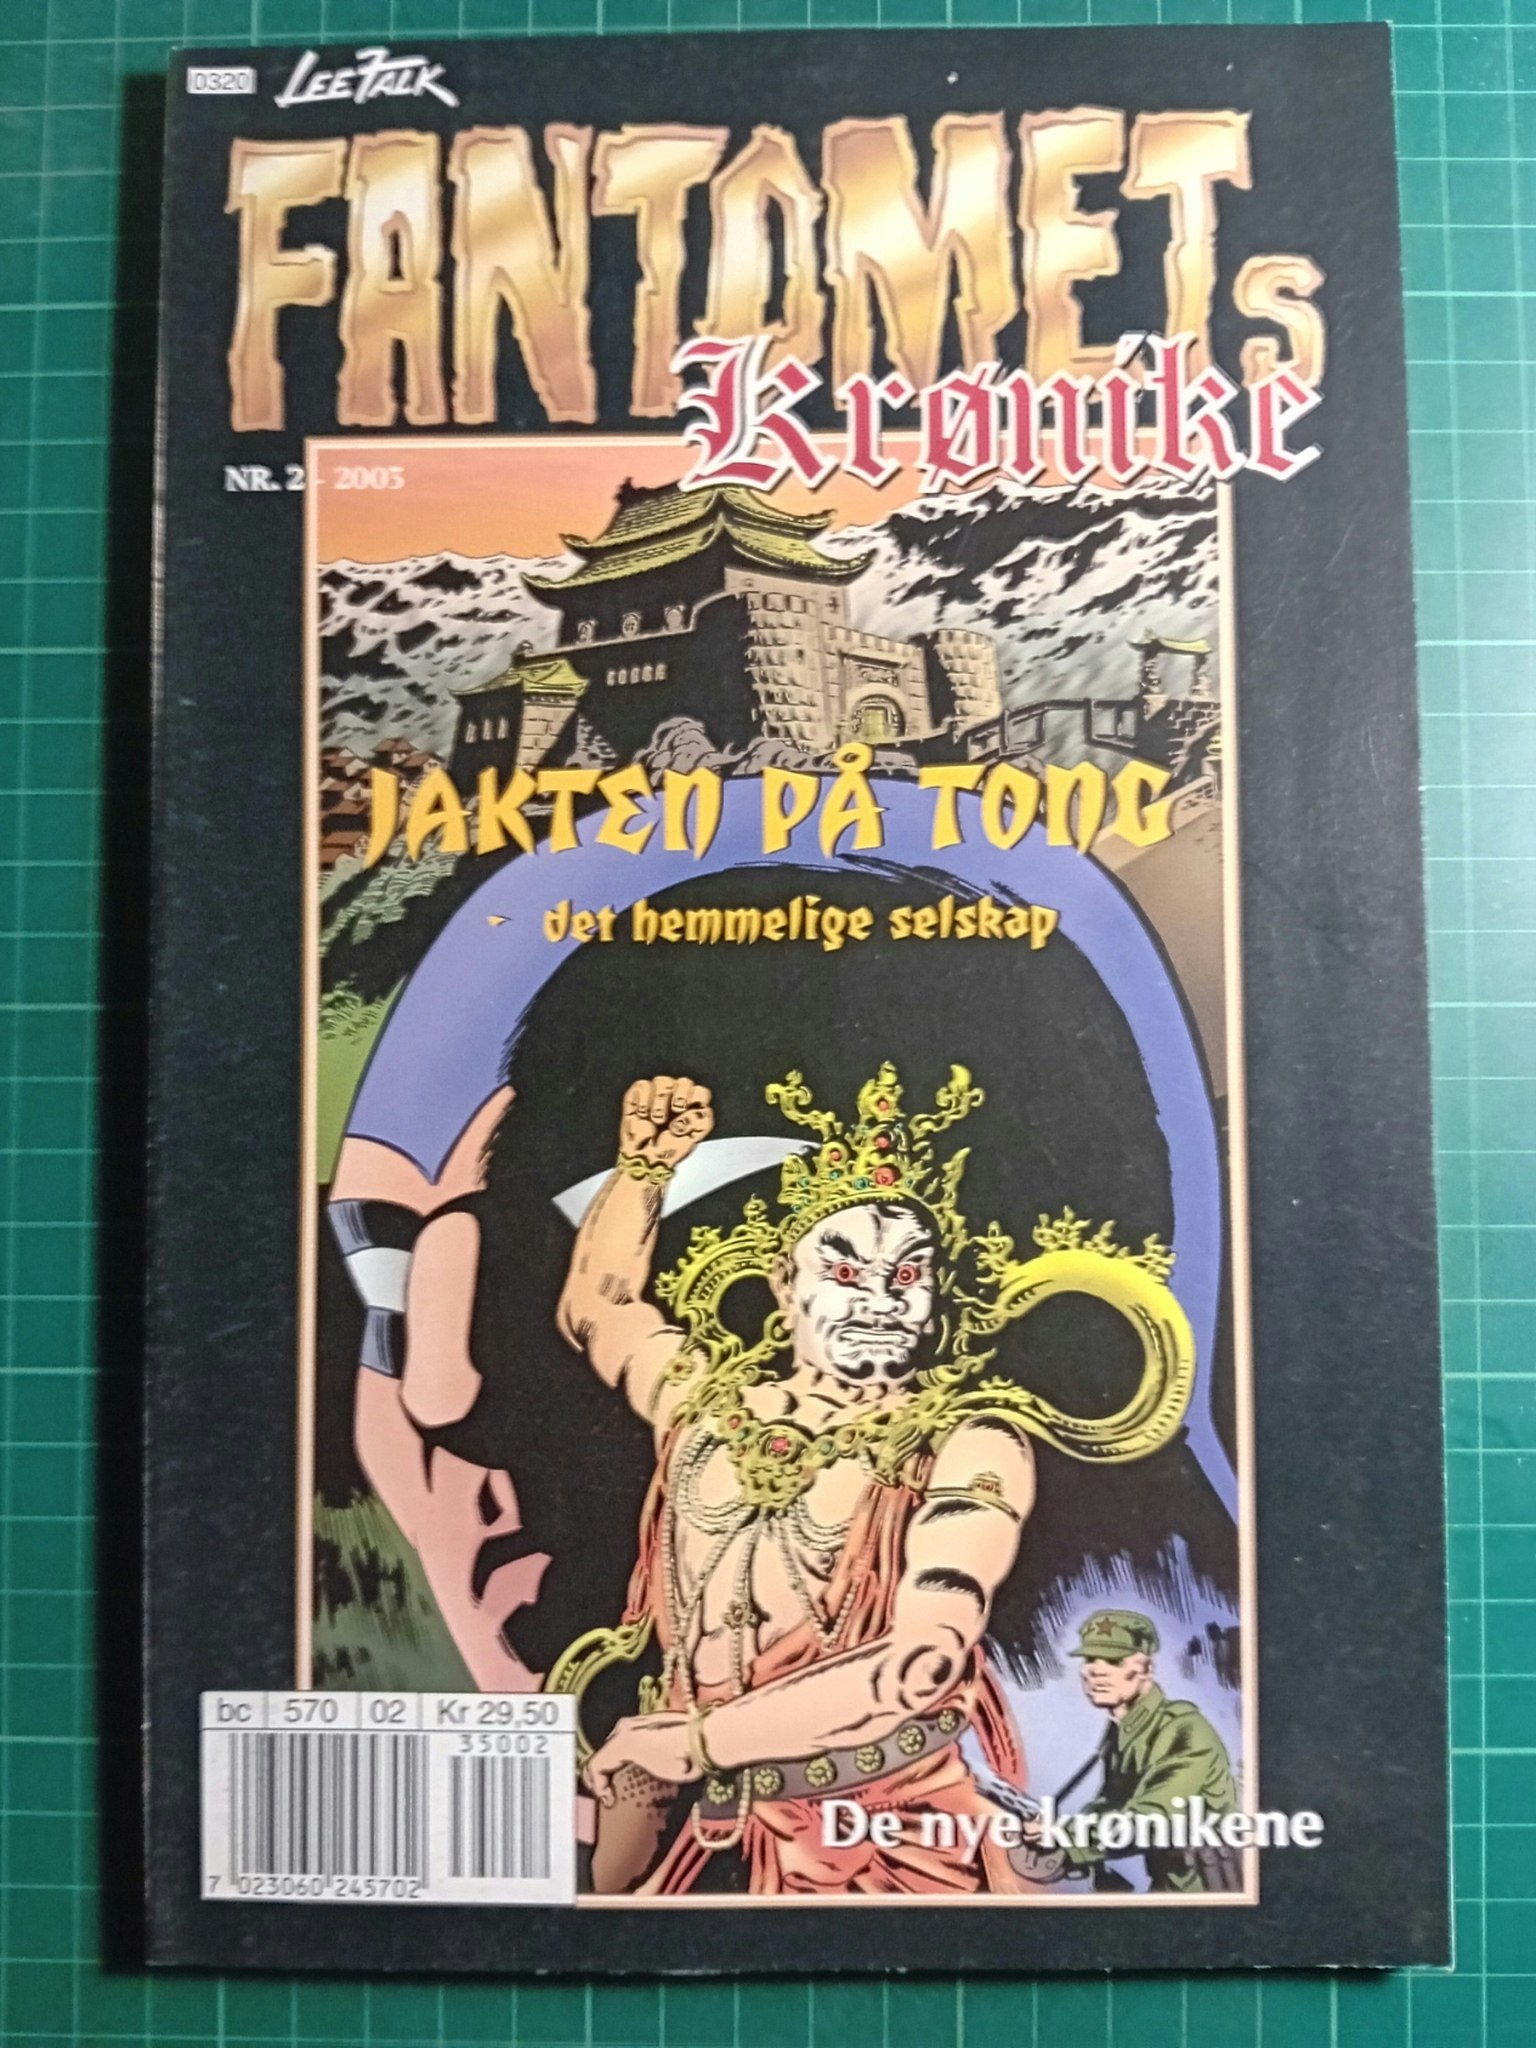 0320 LEE FALK
FANTOMETs
Krønike
NR. 2 - 2003
JAKTEN PÅ TONG
- det hemmelige selskap
bc 570 02 Kr 29,50
35002
De nye krønikene
7 023060 245702